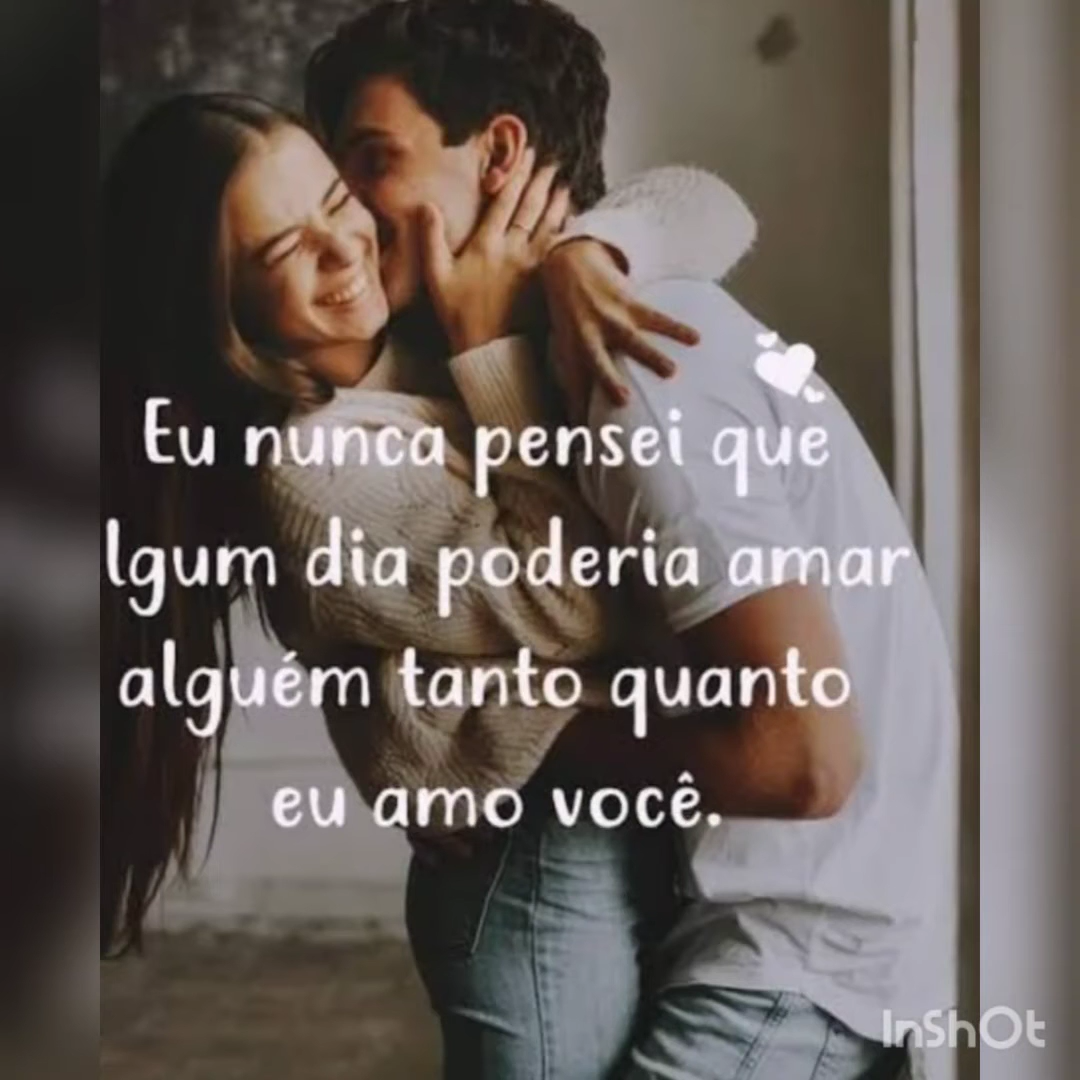 Eu nunca pensei que
lgum dia poderia amar
alguém tanto quanto
eu amo você.
InShOt